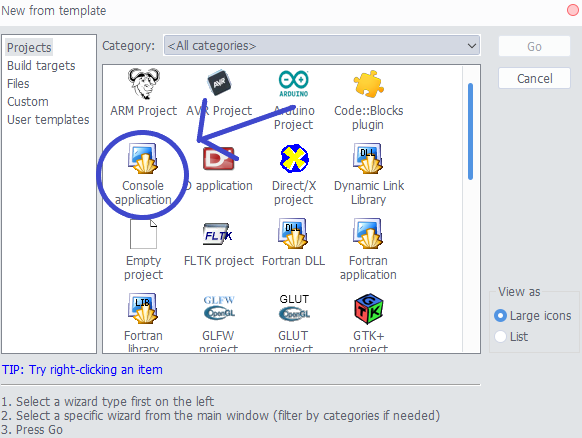 New from template
Projects
Build targets
Files
Custom
User templates
Category:
<All categories>
Go
Cancel
AVR
ARDUINO
ARM Project
AVR Project
Arduino
Project
Code::Blocks
plugin
DLL
Console
application
D application
Direct/X
project
Dynamic Link
Library
FLTK
DLL
Empty
project
FLTK project
Fortran DLL
Fortran
application
LIB
GLFW
OpenGL
GLUT
OpenGL
GTK
Fortran
library
GLFW
project
GLUT
project
GTK+
project
View as
Large icons
List
TIP: Try right-clicking an item
1. Select a wizard type first on the left
2. Select a specific wizard from the main window (filter by categories if needed)
3. Press Go